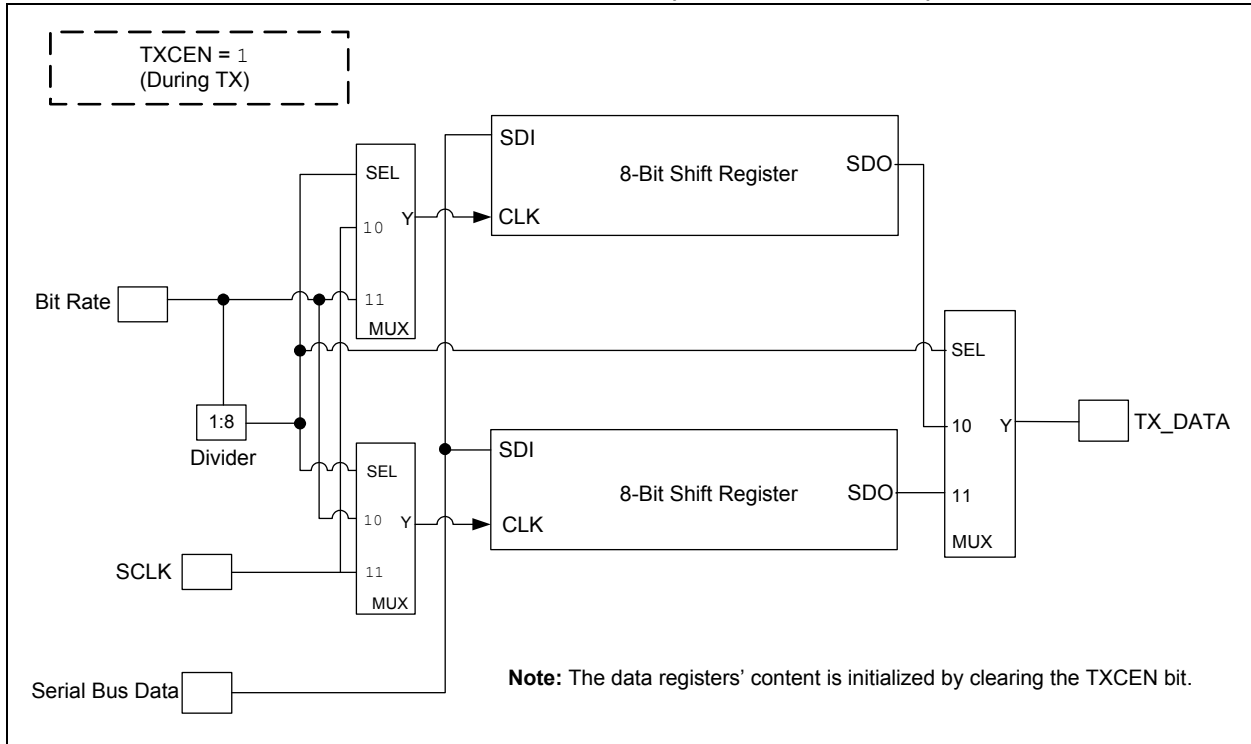 TXCEN = 1
(During TX)
SEL
10
Y
11
MUX
SDI
8-Bit Shift Register
SDO
CLK
Bit Rate
1:8
Divider
SEL
10
Y
11
MUX
SDI
8-Bit Shift Register
SDO
CLK
SEL
10
Y
11
MUX
TX_DATA
SCLK
Serial Bus Data
Note: The data registers’ content is initialized by clearing the TXCEN bit.